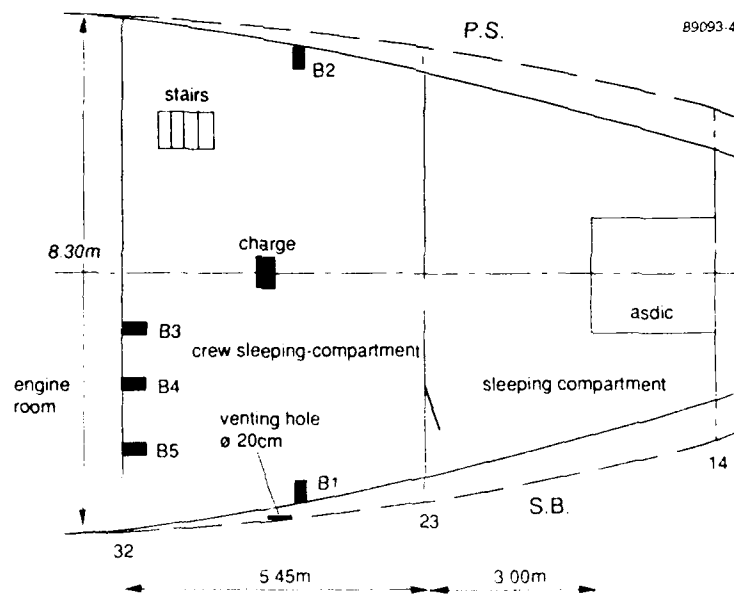 P.S.
89093-4
B2
stairs
8.30m
charge
B3
crew sleeping-compartment
asdic
engine
room
B4
sleeping compartment
venting hole
ø 20cm
B5
B1
14
S.B.
23
32
5.45m
3.00m